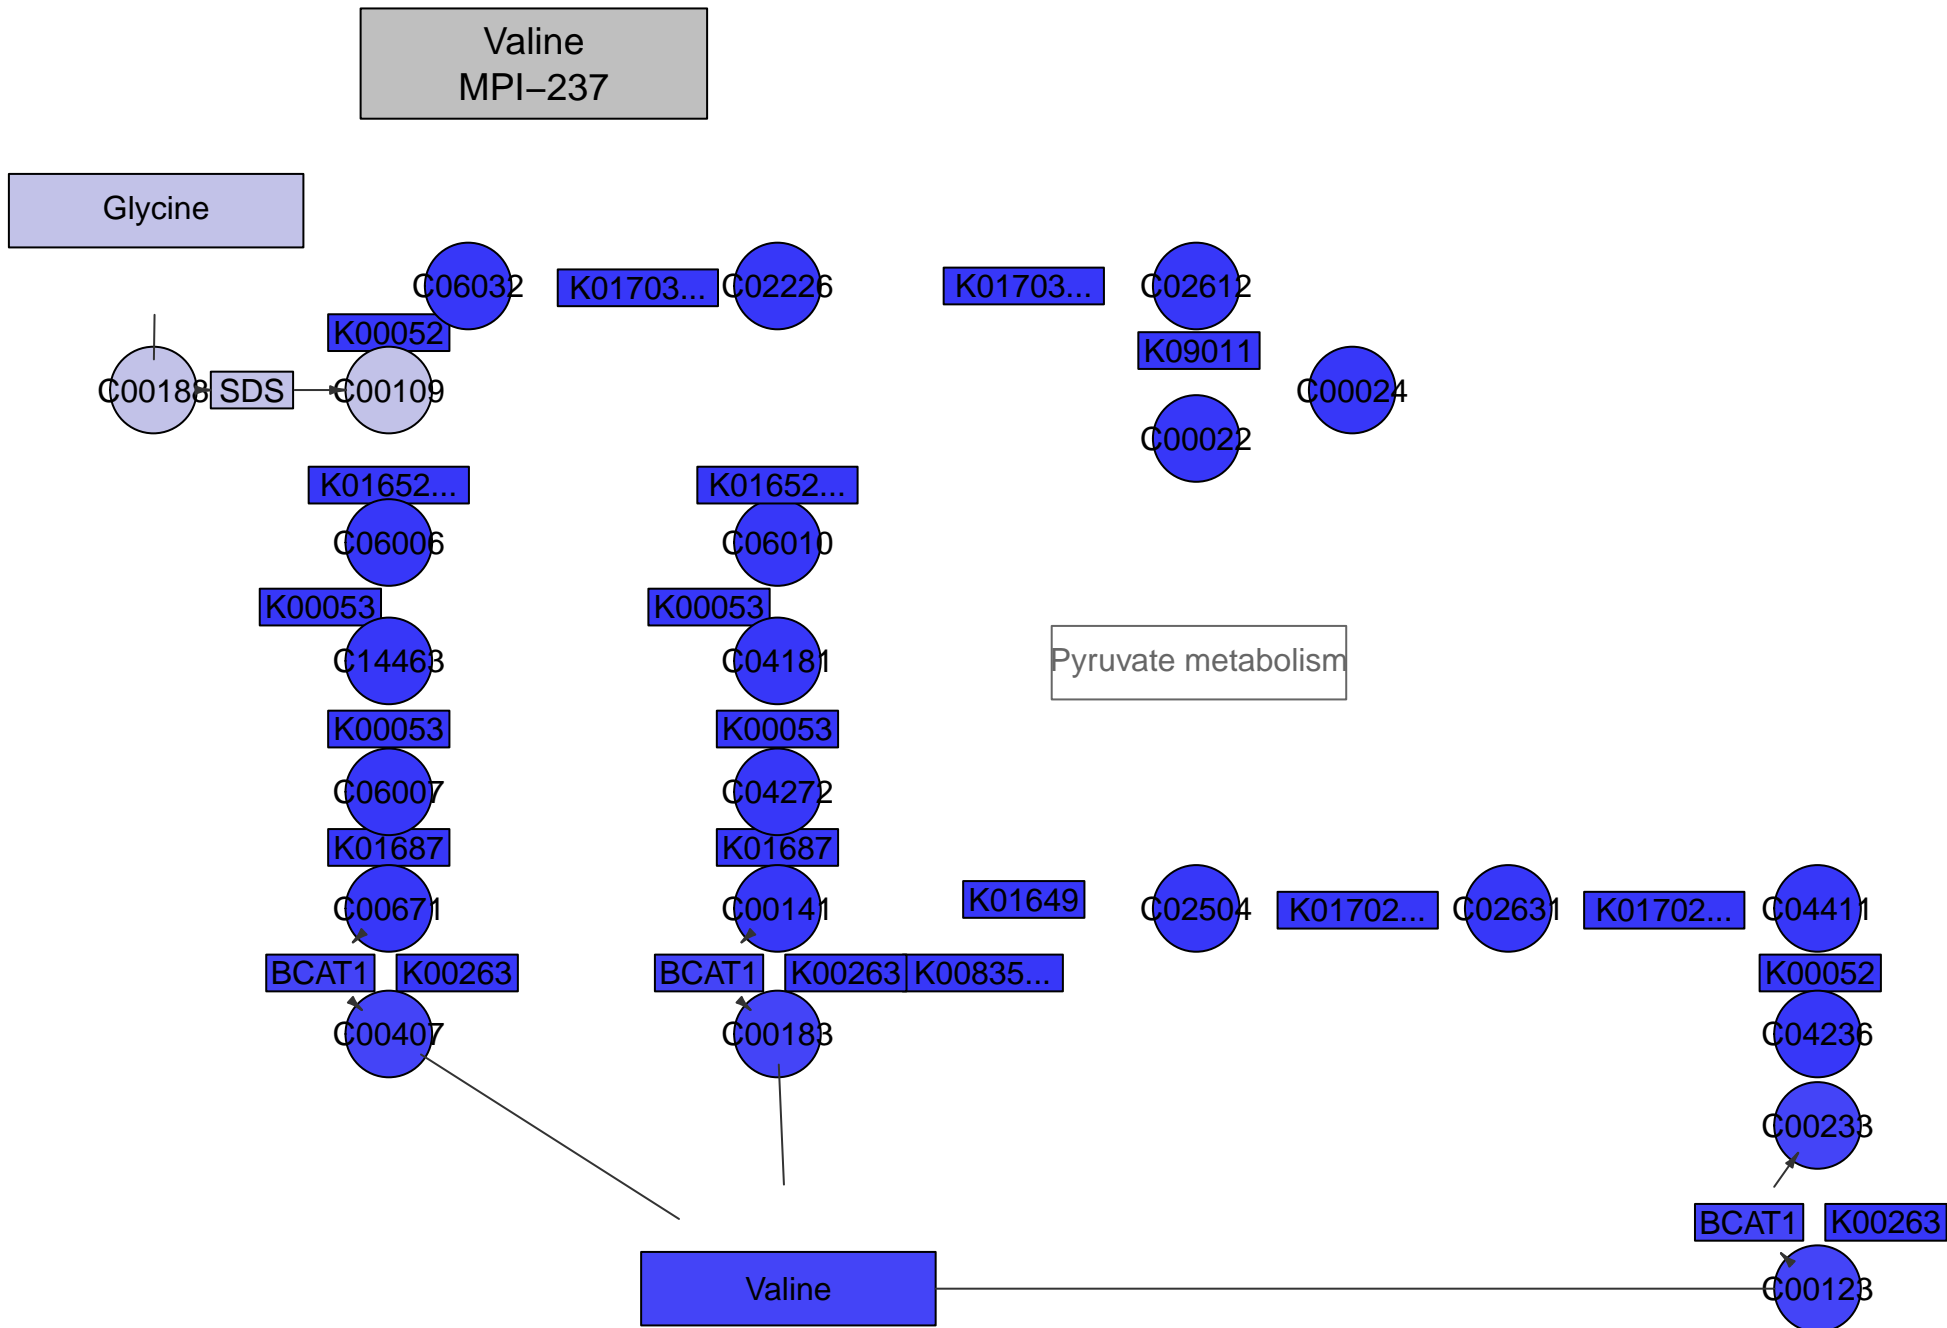 Valine
MPI−237
Glycine
C06032
K01703...
C02226
K01703...
C02612
K00052
K09011
C00188
SDS
C00109
C00024
C00022
K01652...
K01652...
C06006
C06010
K00053
K00053
C14463
C04181
Pyruvate metabolism
K00053
K00053
C06007
C04272
K01687
K01687
C00671
C00141
K01649
C02504
K01702...
C02631
K01702...
C04411
BCAT1
K00263
BCAT1
K00263
K00835...
K00052
C00407
C00183
C04236
C00233
BCAT1
K00263
Valine
C00123